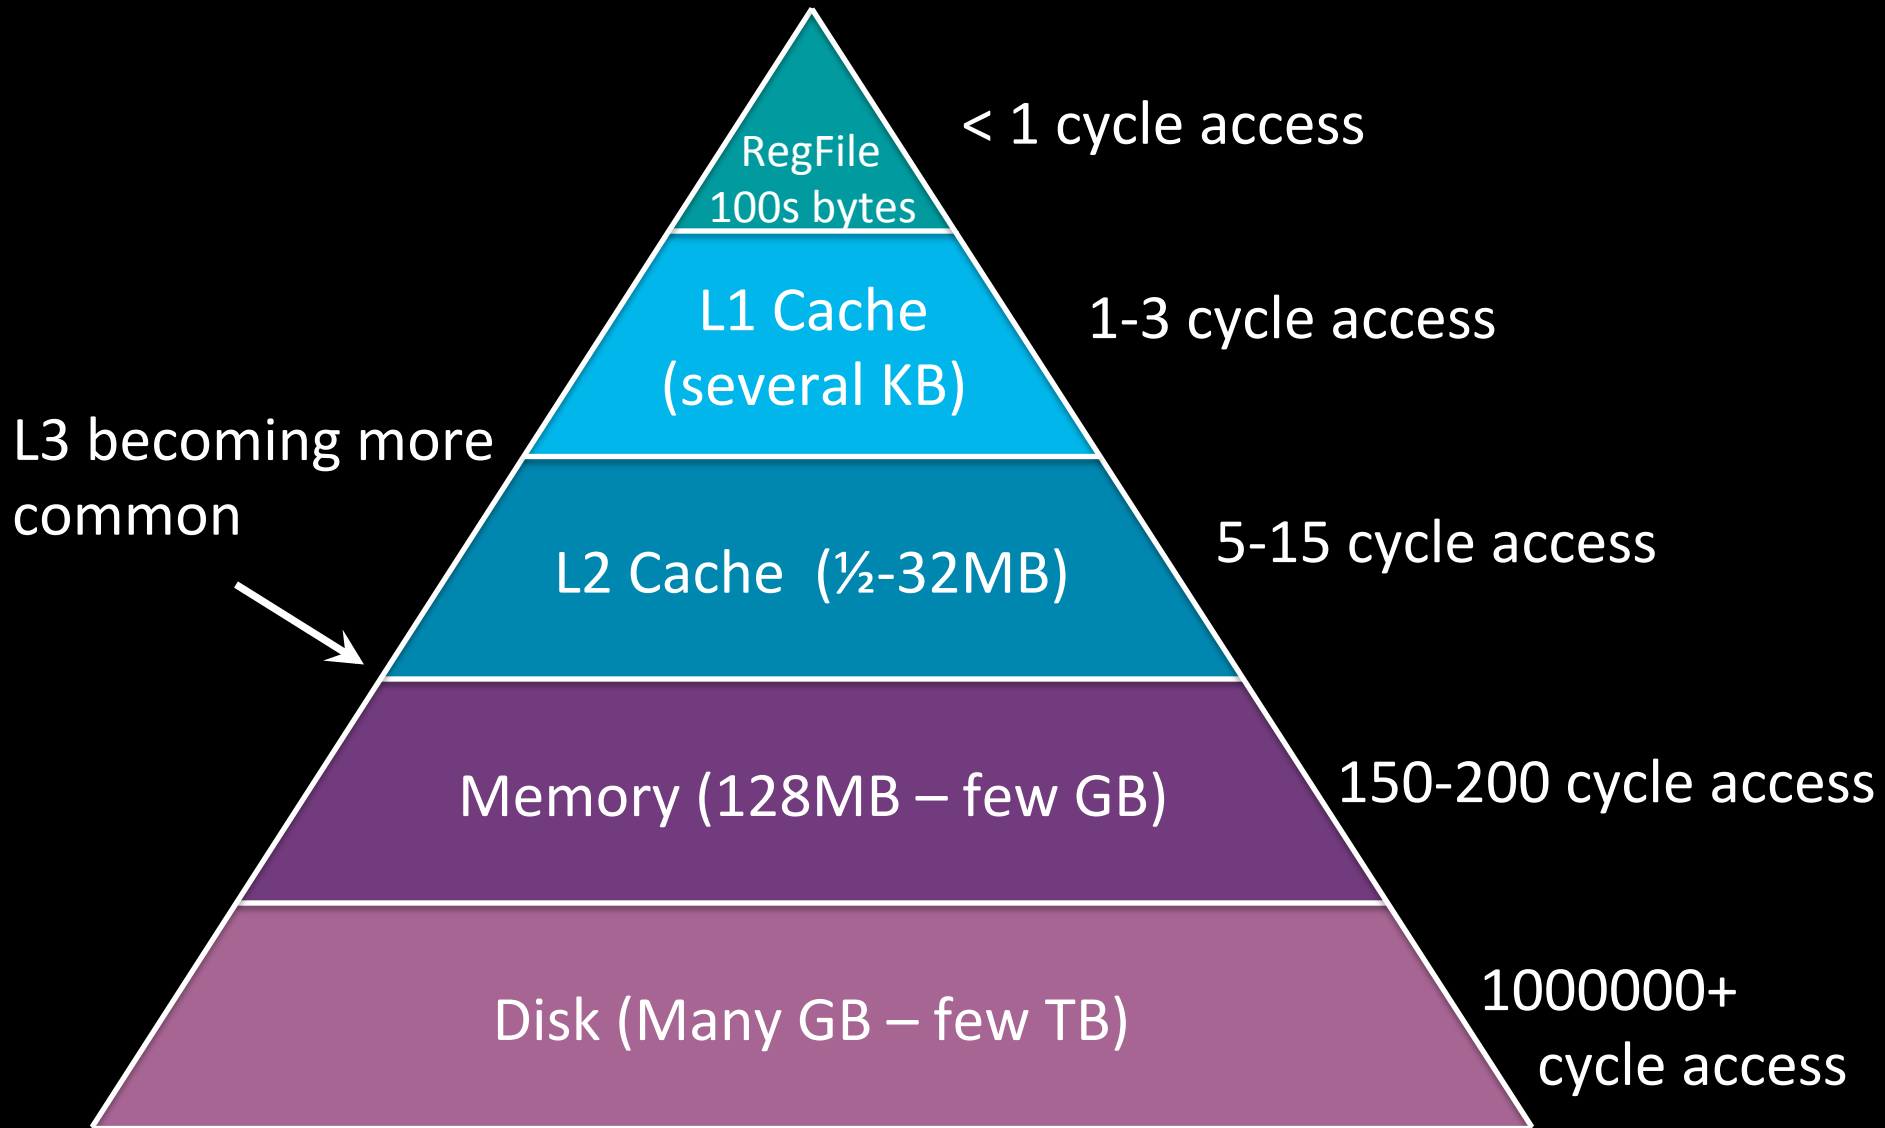 RegFile
100s bytes
< 1 cycle access
L1 Cache
(several KB)
1-3 cycle access
L3 becoming more
common
L2 Cache  (½-32MB)
5-15 cycle access
Memory (128MB – few GB)
150-200 cycle access
Disk (Many GB – few TB)
1000000+
cycle access